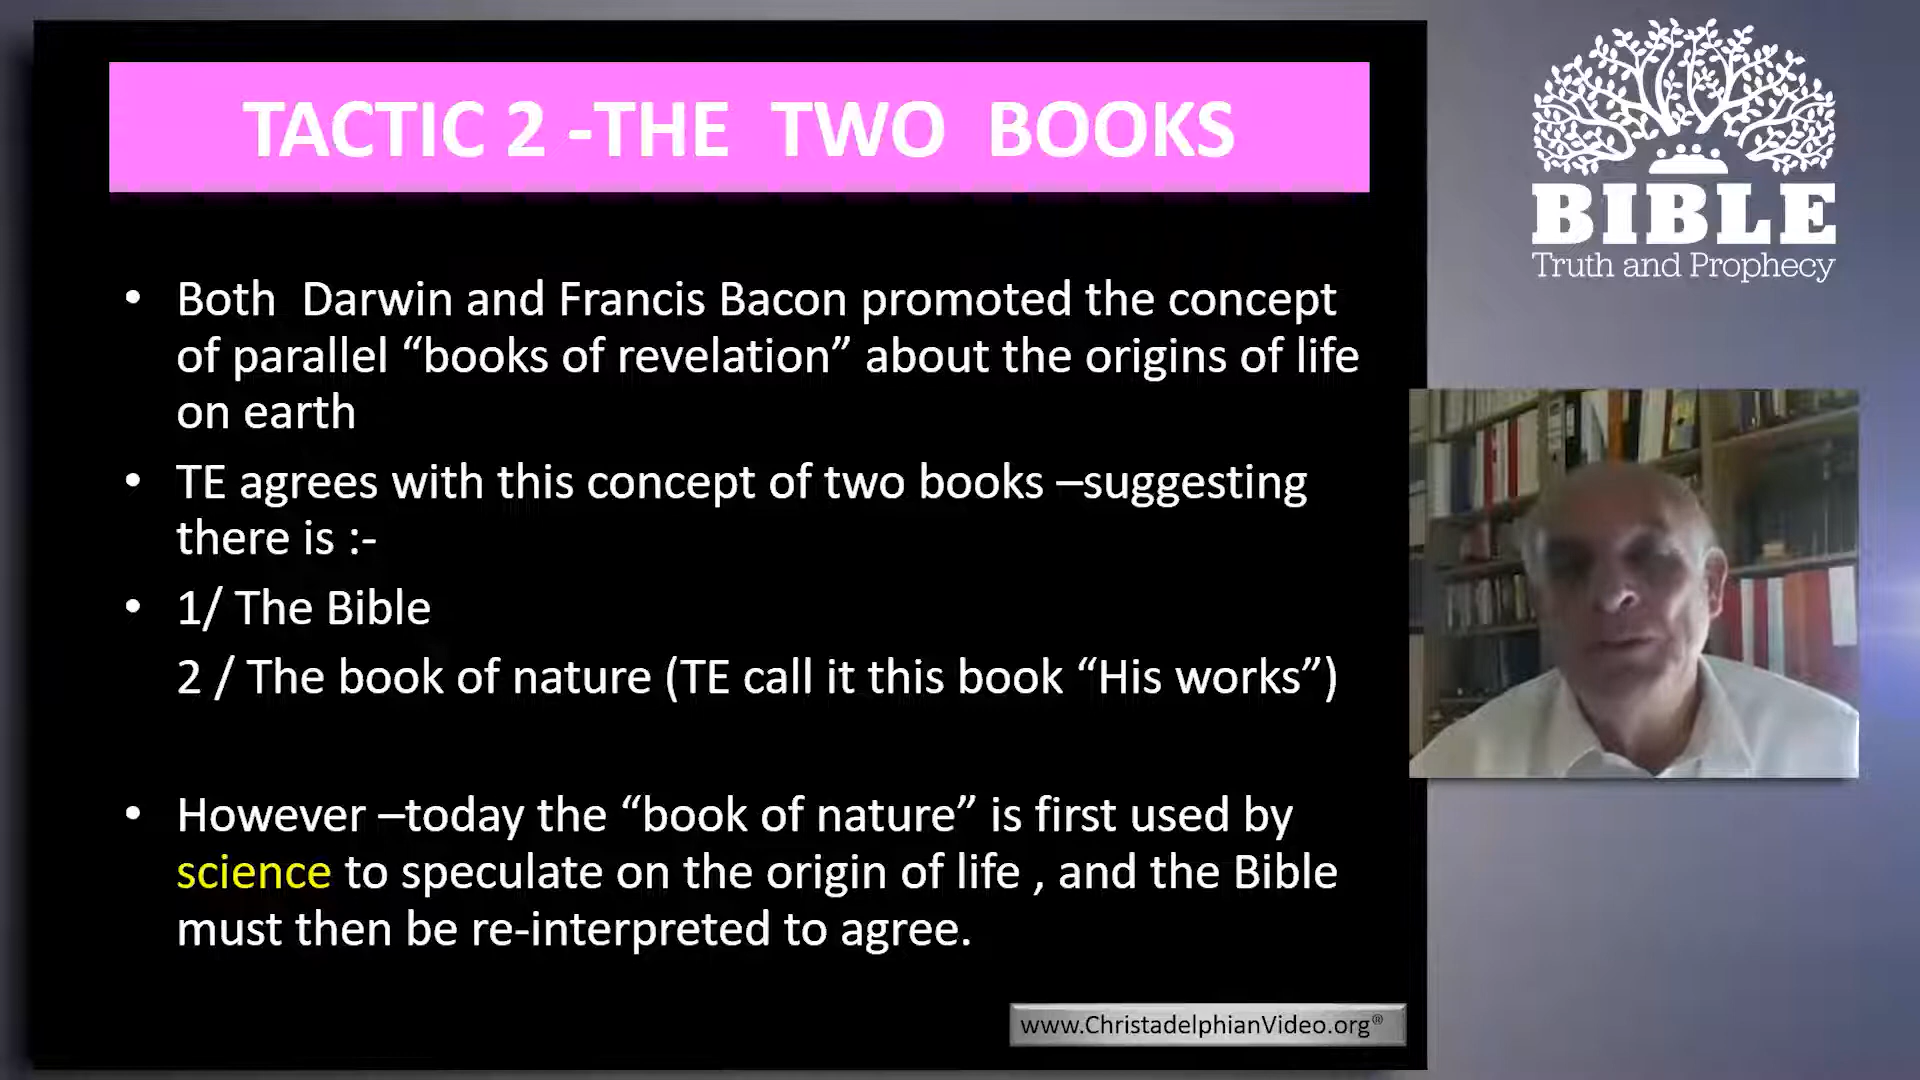 TACTIC 2 -THE TWO BOOKS
• Both Darwin and Francis Bacon promoted the concept
of parallel “books of revelation” about the origins of life
on earth
• TE agrees with this concept of two books –suggesting
there is :-
• 1/ The Bible
2 / The book of nature (TE call it this book “His works”)
• However –today the “book of nature” is first used by
science to speculate on the origin of life , and the Bible
must then be re-interpreted to agree.
www.ChristadelphianVideo.org®
BIBLE
Truth and Prophecy